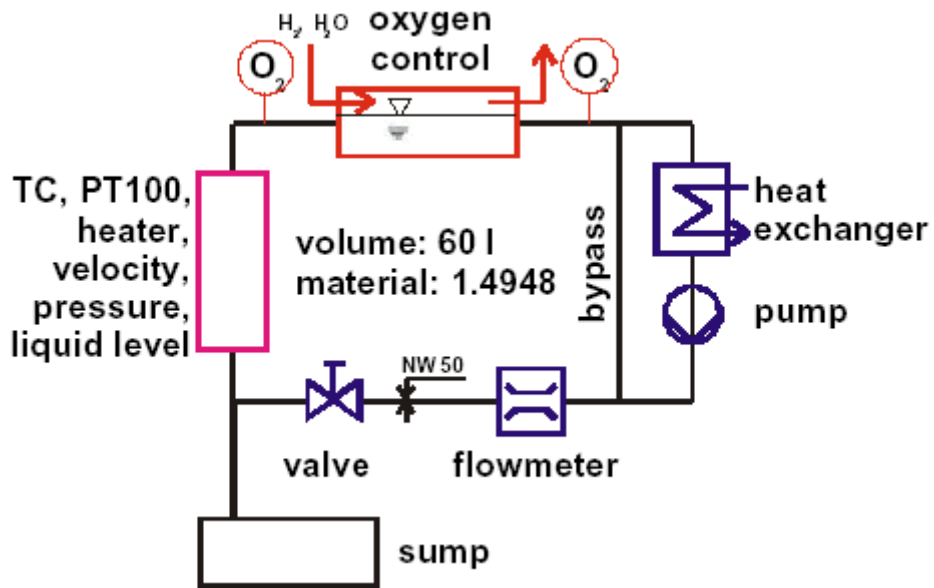 H₂, H₂O
oxygen
control
O₂
O₂
TC, PT100,
heater,
velocity,
pressure,
liquid level
volume: 60 l
material: 1.4948
bypass
heat
exchanger
pump
NW 50
valve
flowmeter
sump